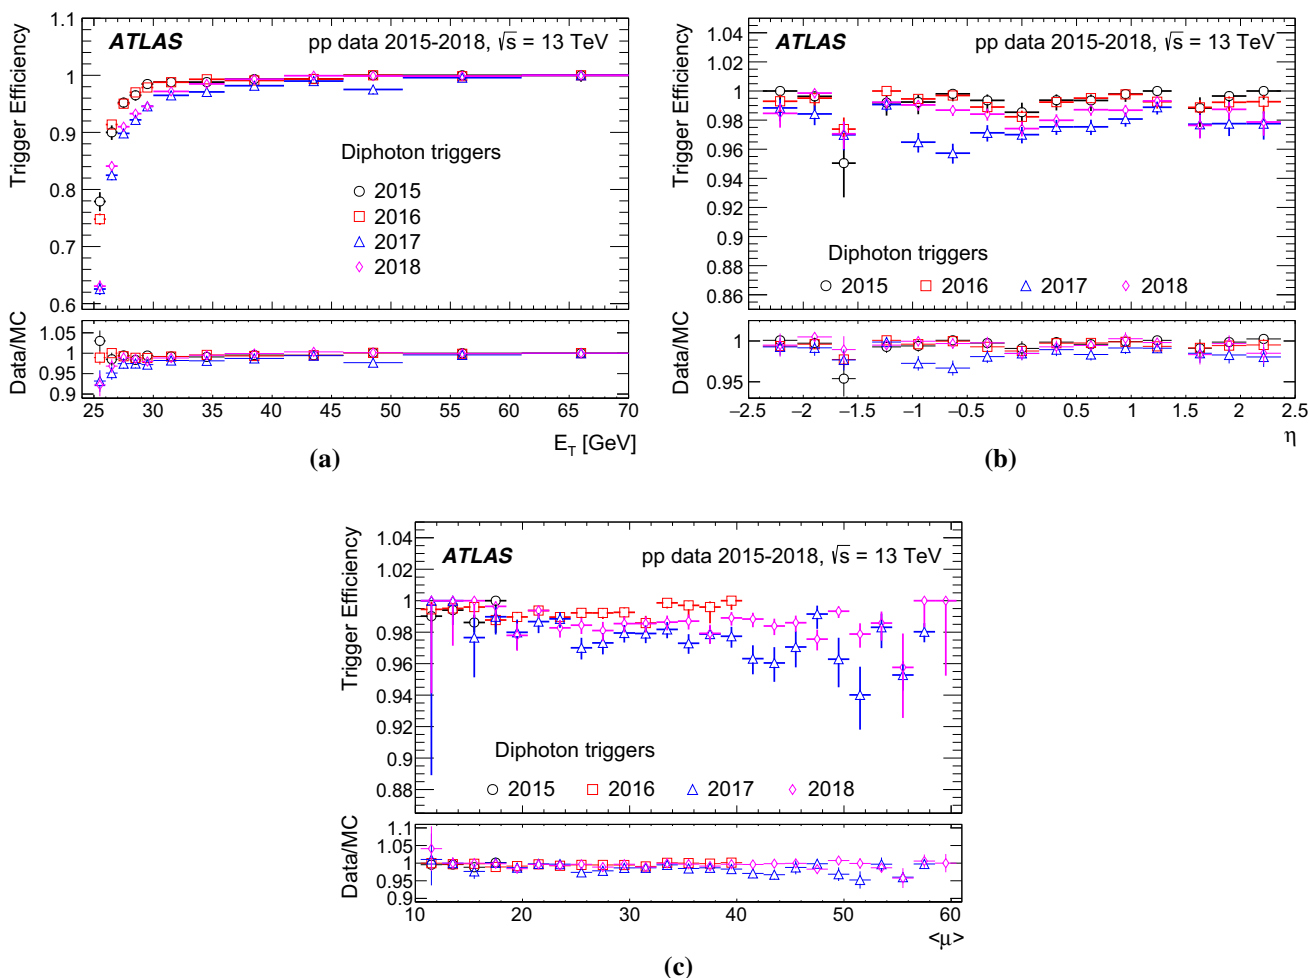 ATLAS pp data 2015-2018, √s = 13 TeV
Trigger Efficiency
1.1
1
0.9
0.8
0.7
0.6
Diphoton triggers
2015
2016
2017
2018
Data/MC
1.05
1
0.95
0.9
25 30 35 40 45 50 55 60 65 70
E_T [GeV]
(a)
ATLAS pp data 2015-2018, √s = 13 TeV
Trigger Efficiency
1.04
1.02
1
0.98
0.96
0.94
0.92
0.9
0.88
0.86
Diphoton triggers
2015 2016 2017 2018
Data/MC
1
0.95
−2.5 −2 −1.5 −1 −0.5 0 0.5 1 1.5 2 2.5
η
(b)
ATLAS pp data 2015-2018, √s = 13 TeV
Trigger Efficiency
1.04
1.02
1
0.98
0.96
0.94
0.92
0.9
0.88
Diphoton triggers
2015 2016 2017 2018
Data/MC
1.1
1.05
1
0.95
0.9
10 20 30 40 50 60
<μ>
(c)